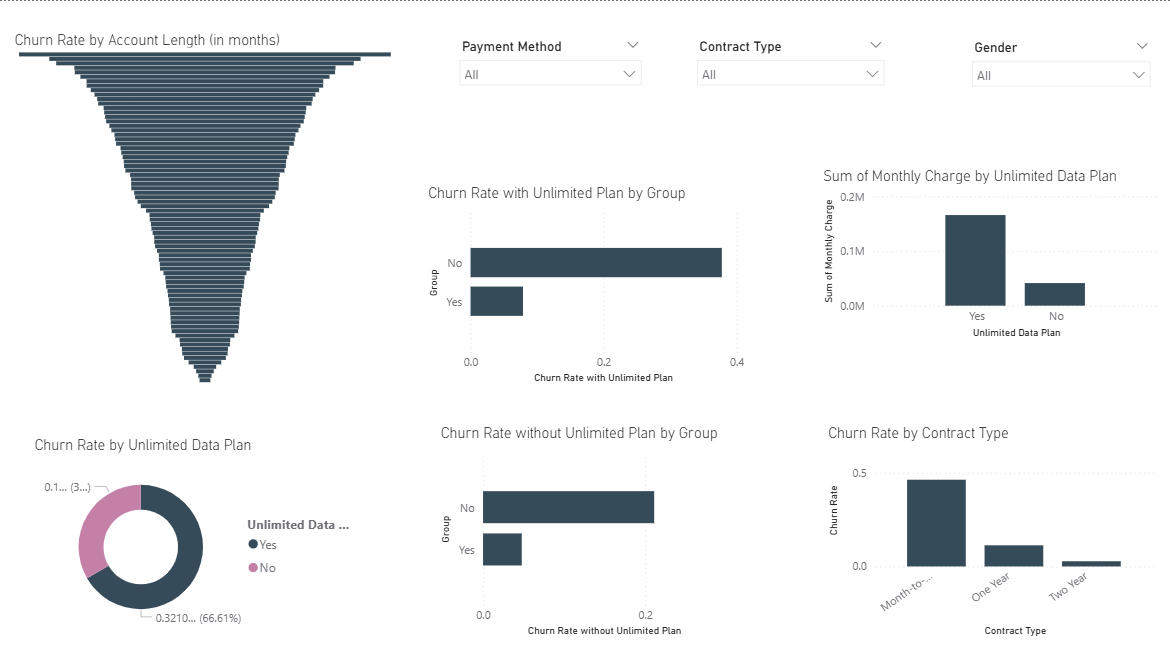 Churn Rate by Account Length (in months)
Payment Method
All
Contract Type
All
Gender
All
Churn Rate with Unlimited Plan by Group
Group
No
Yes
0.0
0.2
0.4
Churn Rate with Unlimited Plan
Sum of Monthly Charge by Unlimited Data Plan
Sum of Monthly Charge
0.2M
0.1M
0.0M
Yes
No
Unlimited Data Plan
Churn Rate by Unlimited Data Plan
0.1... (3...)
0.3210... (66.61%)
Unlimited Data ...
Yes
No
Churn Rate without Unlimited Plan by Group
Group
No
Yes
0.0
0.2
Churn Rate without Unlimited Plan
Churn Rate by Contract Type
Churn Rate
0.5
0.0
Month-to-...
One Year
Two Year
Contract Type